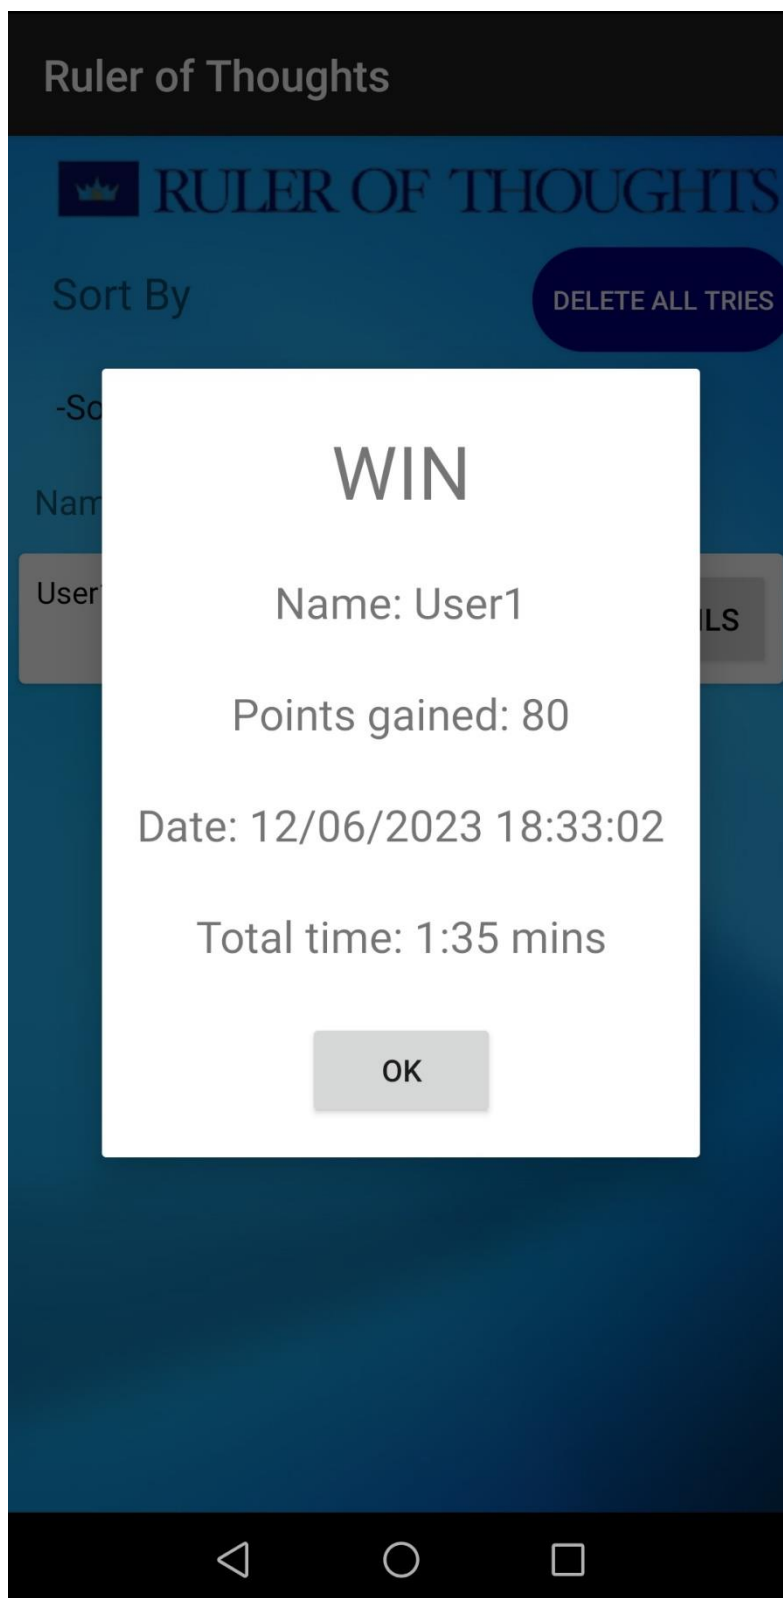 Ruler of Thoughts
RULER OF THOUGHTS
Sort By
DELETE ALL TRIES
WIN
Name: User1
Points gained: 80
Date: 12/06/2023 18:33:02
Total time: 1:35 mins
OK